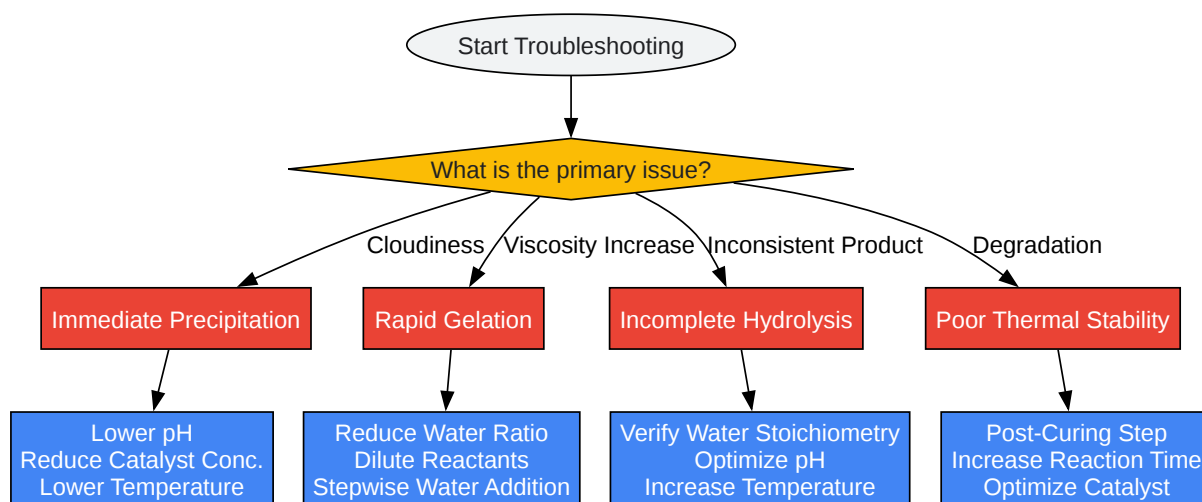 Start Troubleshooting
What is the primary issue?
Cloudiness
Viscosity Increase
Inconsistent Product
Degradation
Immediate Precipitation
Rapid Gelation
Incomplete Hydrolysis
Poor Thermal Stability
Lower pH
Reduce Catalyst Conc.
Lower Temperature
Reduce Water Ratio
Dilute Reactants
Stepwise Water Addition
Verify Water Stoichiometry
Optimize pH
Increase Temperature
Post-Curing Step
Increase Reaction Time
Optimize Catalyst